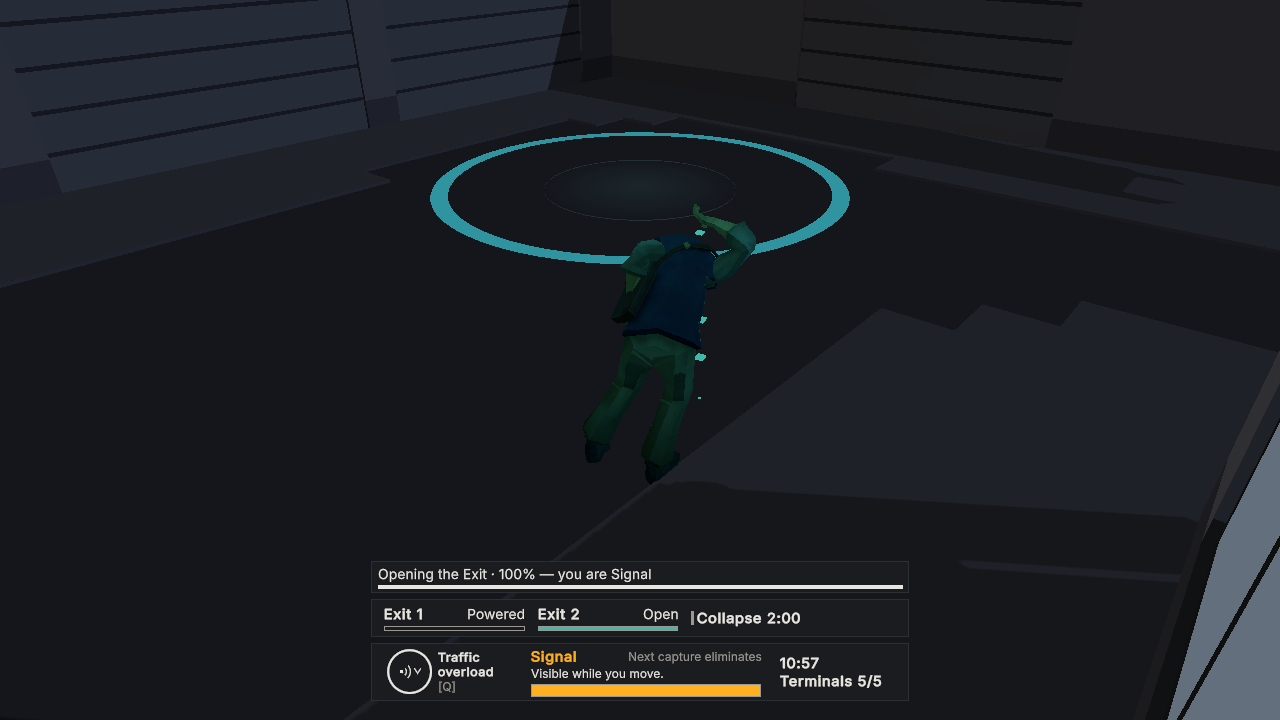 Opening the Exit · 100% — you are Signal
Exit 1 Powered Exit 2 Open Collapse 2:00
Traffic overload [Q]
Signal Next capture eliminates
Visible while you move.
10:57
Terminals 5/5